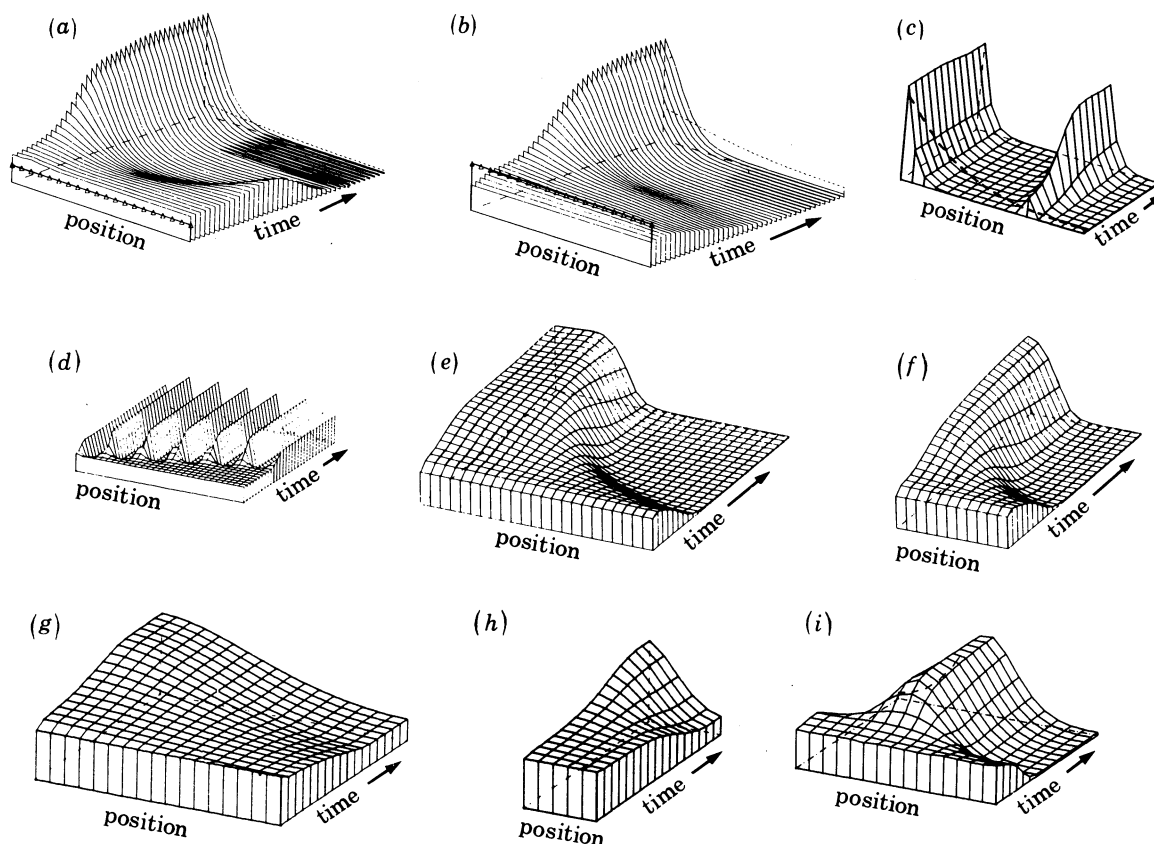 (a)
position
time
(b)
position
time
(c)
position
time
(d)
position
time
(e)
position
time
(f)
position
time
(g)
position
time
(h)
position
time
(i)
position
time